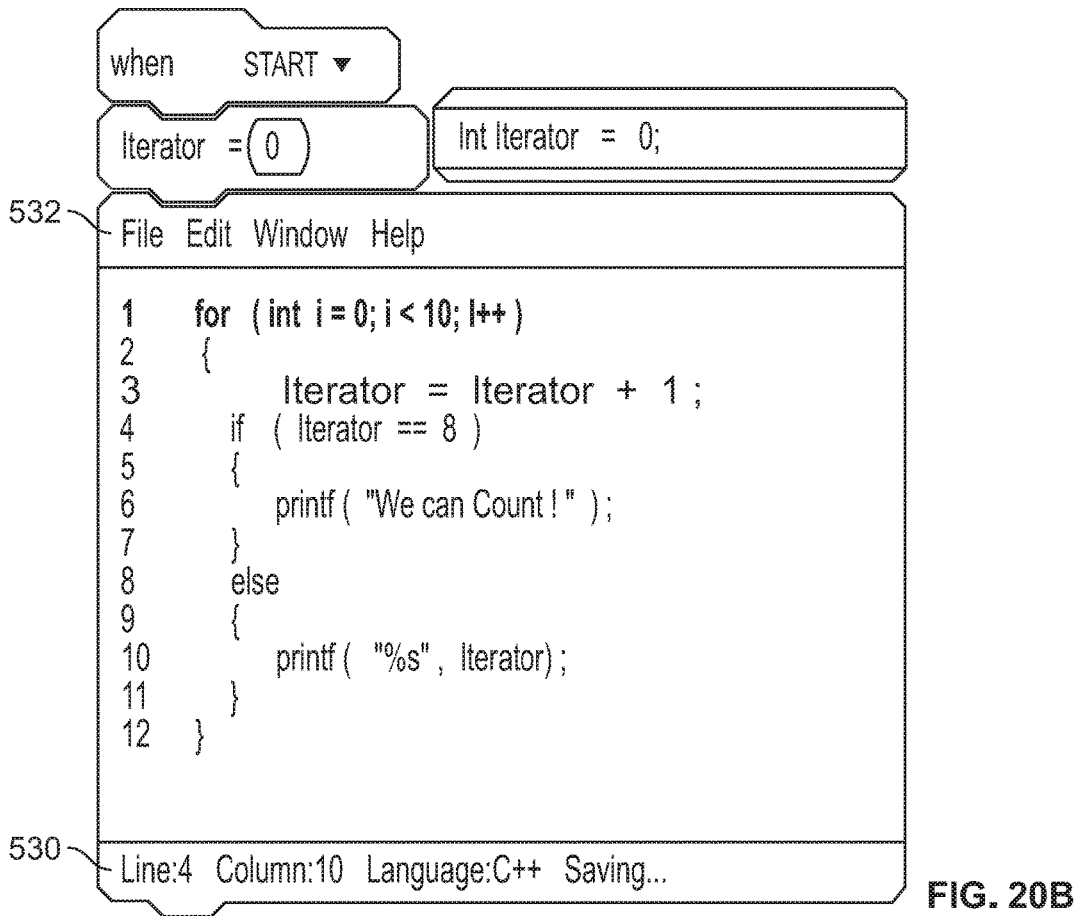 when START ▼
Iterator = 0
Int Iterator = 0;
532
File Edit Window Help
1 for ( int i = 0; i < 10; I++ )
2 {
3 Iterator = Iterator + 1 ;
4 if ( Iterator == 8 )
5 {
6 printf ( "We can Count ! " ) ;
7 }
8 else
9 {
10 printf ( "%s" , Iterator) ;
11 }
12 }
530
Line:4 Column:10 Language:C++ Saving...
FIG. 20B